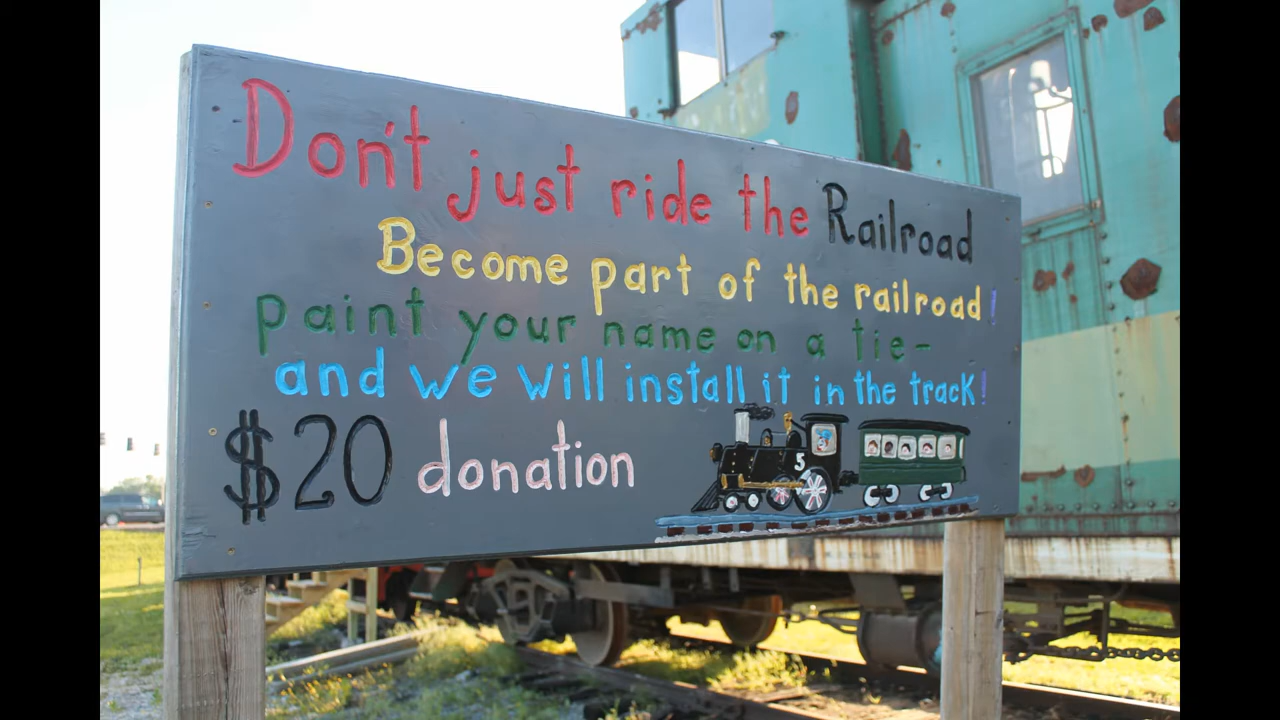 Don't just ride the Railroad
Become part of the railroad!
paint your name on a tie-
and we will install it in the track!
$20 donation
5